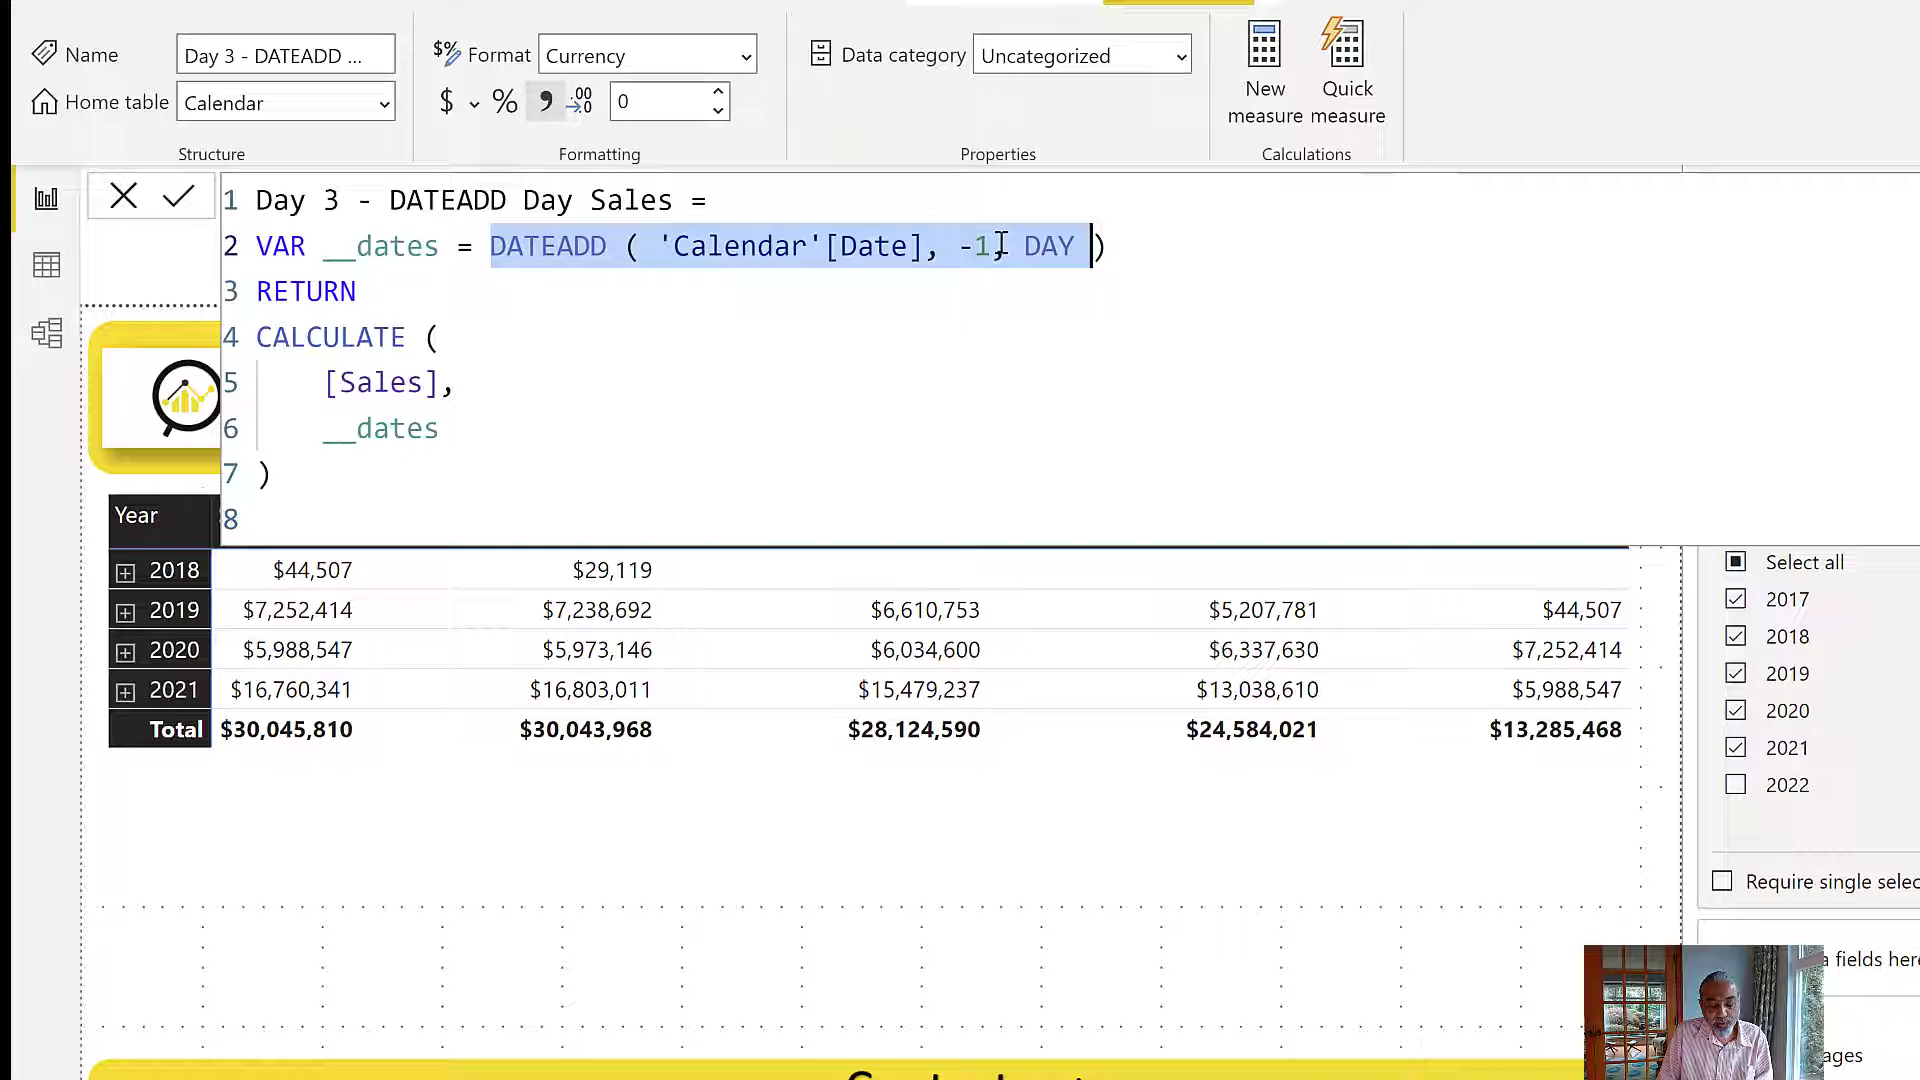 Name
Day 3 - DATEADD ...
Format
Currency
Data category
Uncategorized
Home table
Calendar
$ % 0
New measure
Quick measure
Structure
Formatting
Properties
Calculations
1 Day 3 - DATEADD Day Sales =
2 VAR __dates = DATEADD ( 'Calendar'[Date], -1, DAY )
3 RETURN
4 CALCULATE (
5 [Sales],
6 __dates
7 )
8
Year
2018 $44,507 $29,119
2019 $7,252,414 $7,238,692 $6,610,753 $5,207,781 $44,507
2020 $5,988,547 $5,973,146 $6,034,600 $6,337,630 $7,252,414
2021 $16,760,341 $16,803,011 $15,479,237 $13,038,610 $5,988,547
Total $30,045,810 $30,043,968 $28,124,590 $24,584,021 $13,285,468
Select all
2017
2018
2019
2020
2021
2022
Require single selec
a fields here
ages